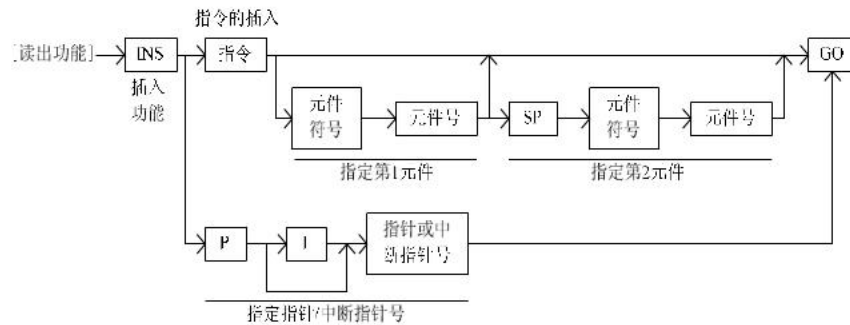 指令的插入
[读出功能]
INS
指令
GO
插入
功能
元件
符号
元件号
SP
元件
符号
元件号
指定第1元件
指定第2元件
P
I
指针或中
断指针号
指定指针/中断指针号